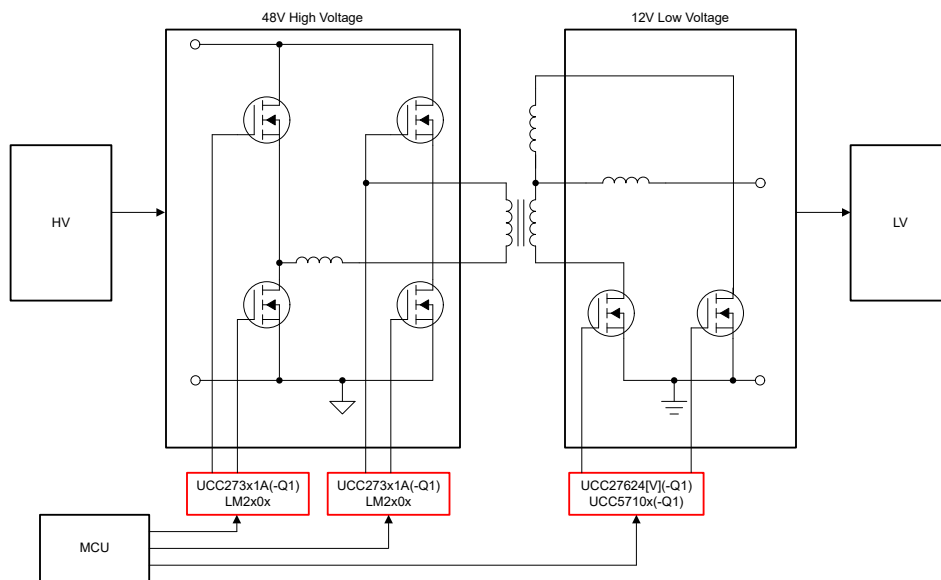 48V High Voltage
12V Low Voltage
HV
LV
UCC273x1A(-Q1)
LM2x0x
UCC273x1A(-Q1)
LM2x0x
UCC27624[V](-Q1)
UCC5710x(-Q1)
MCU